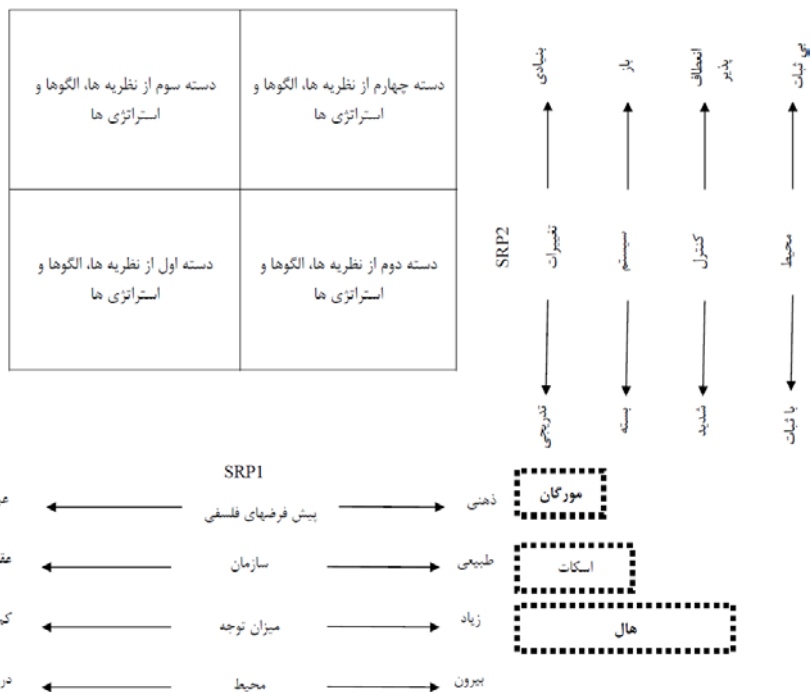 بي ثبات
انعطاف
پذیر
باز
بنیادی
محیط
کنترل
سیستم
تغییرات
SRP2
با ثبات
شدید
بسته
تدریجی
دسته چهارم از نظریه ها، الگوها و
استراتژی ها
دسته سوم از نظریه ها، الگوها و
استراتژی ها
دسته دوم از نظریه ها، الگوها و
استراتژی ها
دسته اول از نظریه ها، الگوها و
استراتژی ها
SRP1
مورگان
ذهنی
پیش فرضهای فلسفی
اسکات
طبیعی
سازمان
هال
زیاد
میزان توجه
کم
بیرون
محیط